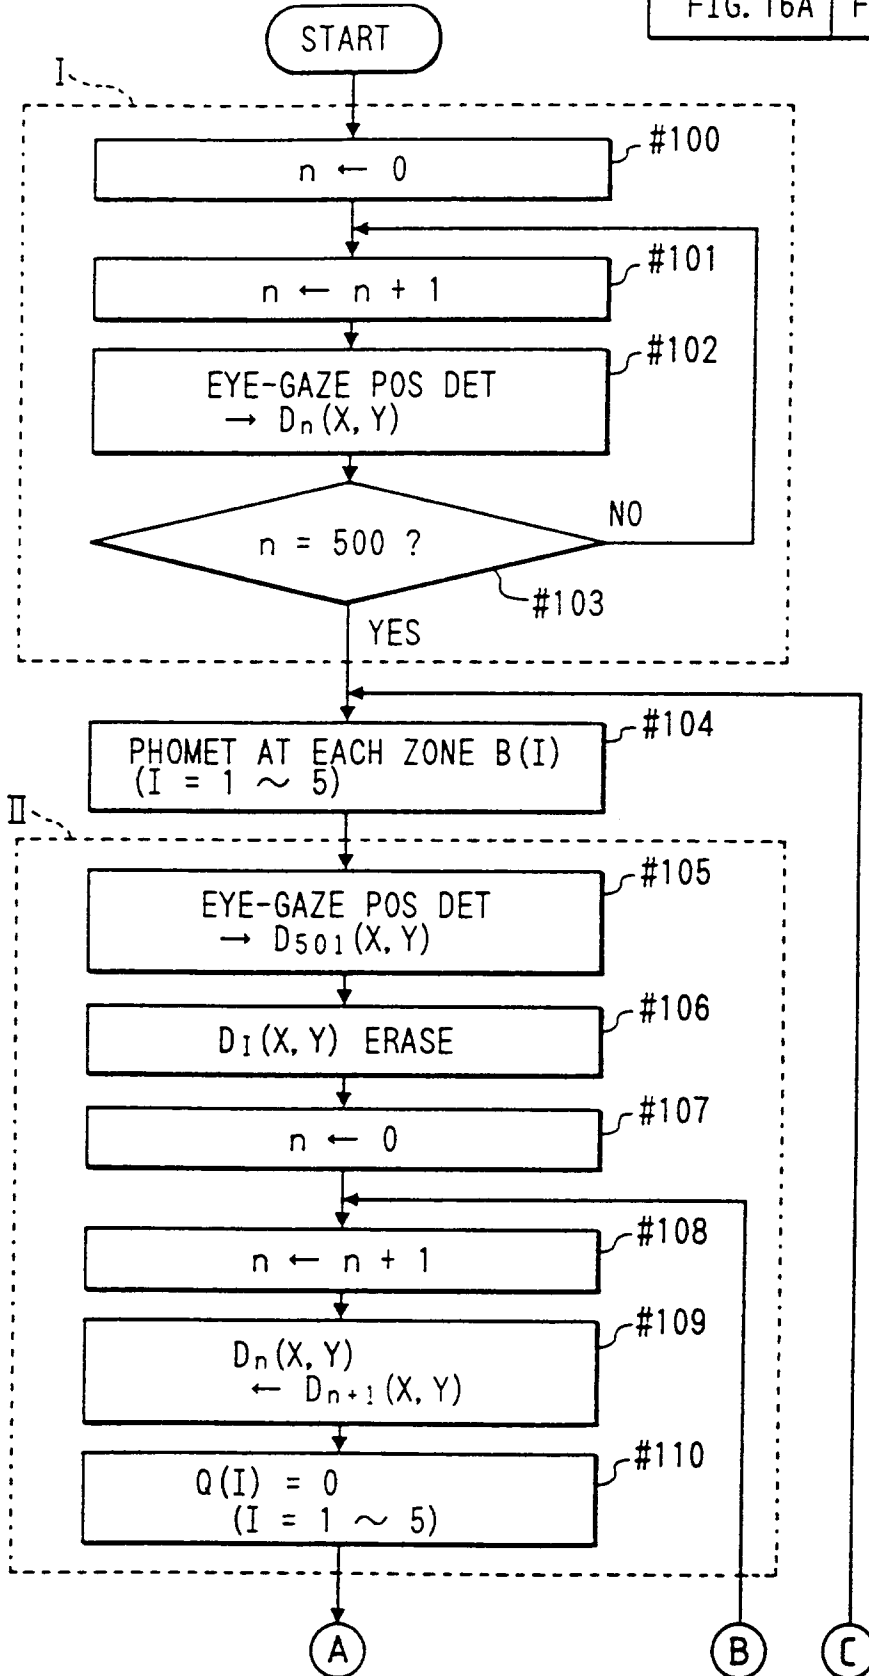 FIG. 16A
START
I
#100
n ← 0
#101
n ← n + 1
#102
EYE-GAZE POS DET
→ Dn(X, Y)
NO
n = 500 ?
#103
YES
#104
PHOMET AT EACH ZONE B(I)
(I = 1 ~ 5)
II
#105
EYE-GAZE POS DET
→ D501(X, Y)
#106
DI(X, Y) ERASE
#107
n ← 0
#108
n ← n + 1
#109
Dn(X, Y)
← Dn+1(X, Y)
#110
Q(I) = 0
(I = 1 ~ 5)
A
B
C